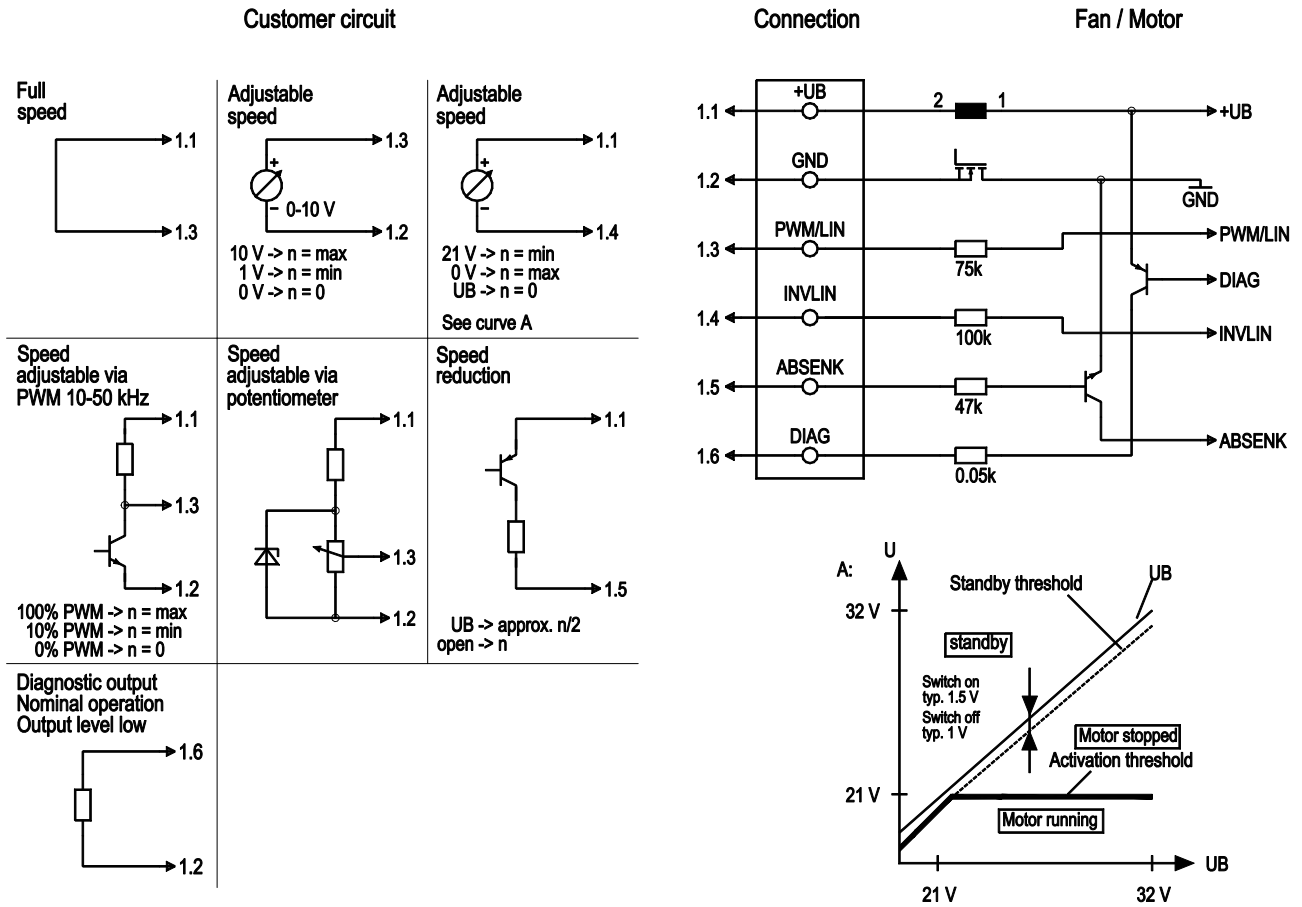 Customer circuit
Connection
Fan / Motor
Full
speed
1.1
1.3
Adjustable
speed
1.3
+
–
0-10 V
1.2
10 V -> n = max
1 V -> n = min
0 V -> n = 0
Adjustable
speed
1.1
+
–
1.4
21 V -> n = min
0 V -> n = max
UB -> n = 0
See curve A
Speed
adjustable via
PWM 10-50 kHz
1.1
1.3
1.2
100% PWM -> n = max
10% PWM -> n = min
0% PWM -> n = 0
Speed
adjustable via
potentiometer
1.1
1.3
1.2
Speed
reduction
1.1
1.5
UB -> approx. n/2
open -> n
Diagnostic output
Nominal operation
Output level low
1.6
1.2
1.1
+UB
2
1
+UB
1.2
GND
GND
1.3
PWM/LIN
75k
PWM/LIN
DIAG
1.4
INVLIN
100k
INVLIN
1.5
ABSENK
47k
ABSENK
1.6
DIAG
0.05k
A:
U
32 V
Standby threshold
UB
standby
Switch on
typ. 1.5 V
Switch off
typ. 1 V
Motor stopped
Activation threshold
21 V
Motor running
UB
21 V
32 V